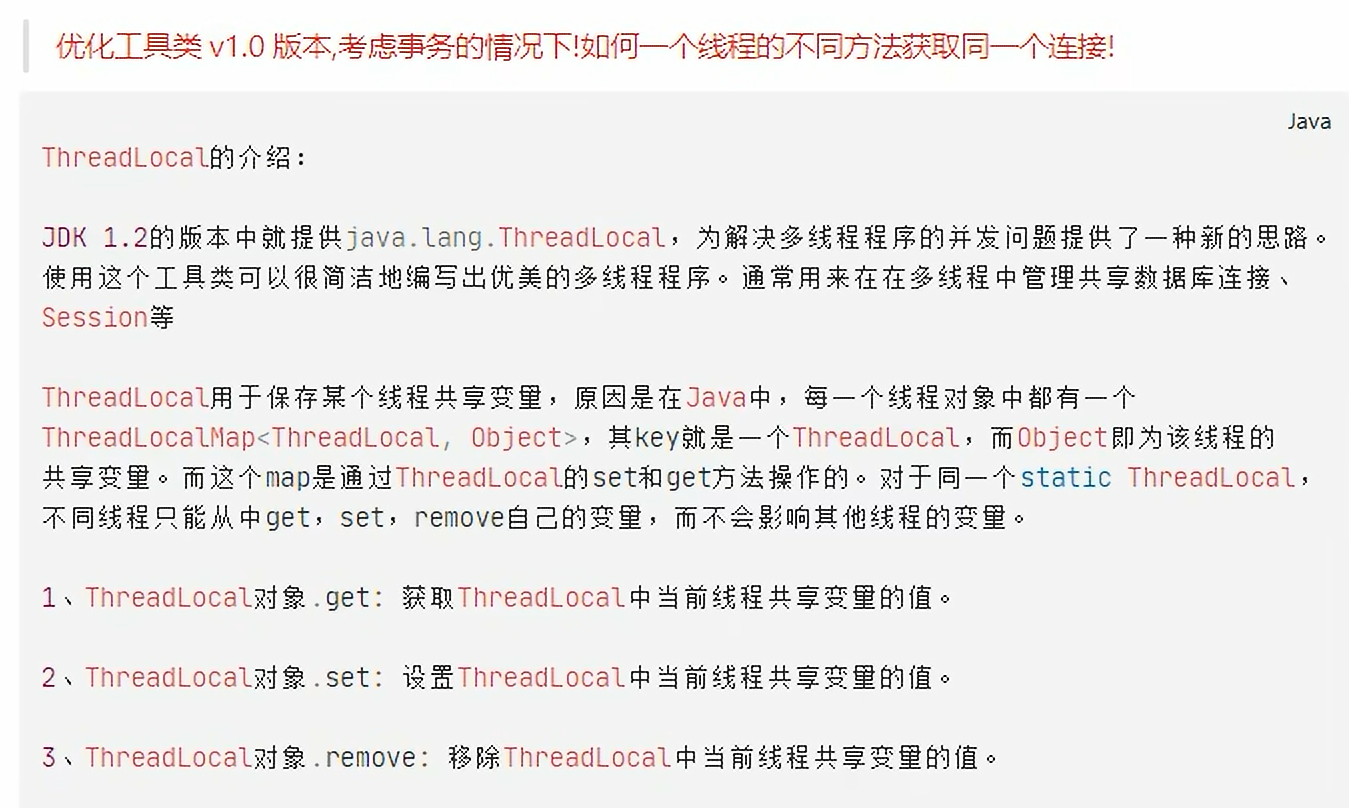 优化工具类 v1.0 版本,考虑事务的情况下!如何一个线程的不同方法获取同一个连接!
Java
ThreadLocal的介绍：
JDK 1.2的版本中就提供java.lang.ThreadLocal，为解决多线程程序的并发问题提供了一种新的思路。
使用这个工具类可以很简洁地编写出优美的多线程程序。通常用来在在多线程中管理共享数据库连接、
Session等
ThreadLocal用于保存某个线程共享变量，原因是在Java中，每一个线程对象中都有一个
ThreadLocalMap<ThreadLocal, Object>，其key就是一个ThreadLocal，而Object即为该线程的
共享变量。而这个map是通过ThreadLocal的set和get方法操作的。对于同一个static ThreadLocal，
不同线程只能从中get，set，remove自己的变量，而不会影响其他线程的变量。
1、ThreadLocal对象.get: 获取ThreadLocal中当前线程共享变量的值。
2、ThreadLocal对象.set: 设置ThreadLocal中当前线程共享变量的值。
3、ThreadLocal对象.remove: 移除ThreadLocal中当前线程共享变量的值。